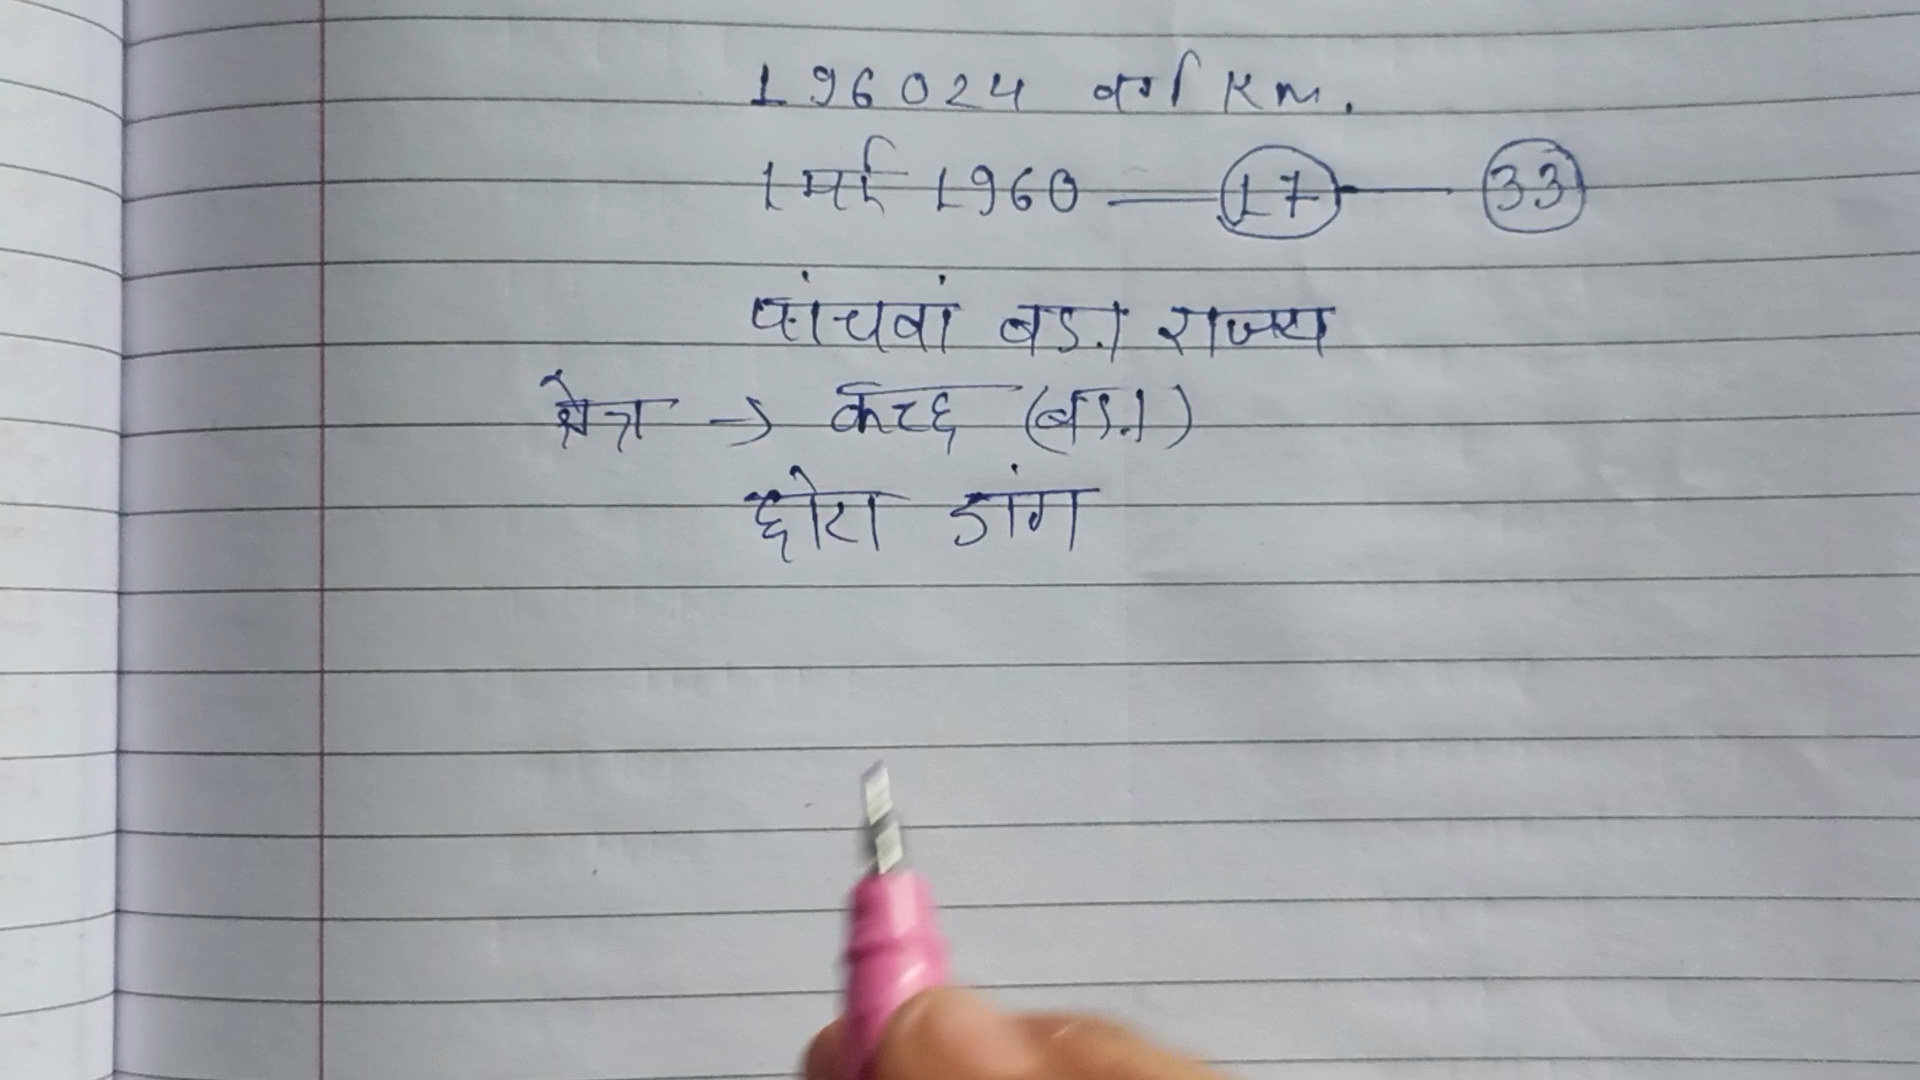 196024 वर्ग Km.
1 मई 1960 — 17 — 33
पांचवां बड़ा राज्य
क्षेत्र → कच्छ (बड़ा)
छोटा डांग